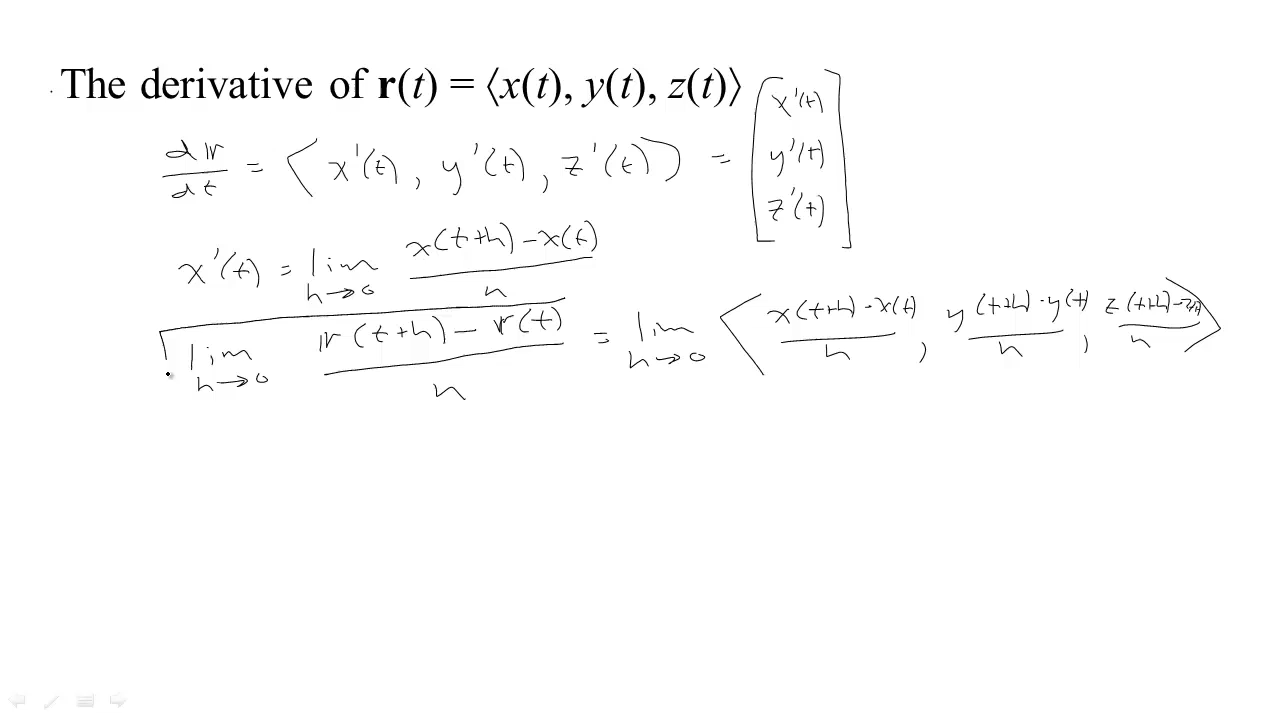 The derivative of r(t) = ⟨x(t), y(t), z(t)⟩
dr/dt = ⟨x'(t), y'(t), z'(t)⟩ = [x'(t) y'(t) z'(t)]
x'(t) = lim h→0 (x(t+h) - x(t))/h
lim h→0 (r(t+h) - r(t))/h = lim h→0 ⟨(x(t+h) - x(t))/h, (y(t+h) - y(t))/h, (z(t+h) - z(t))/h⟩